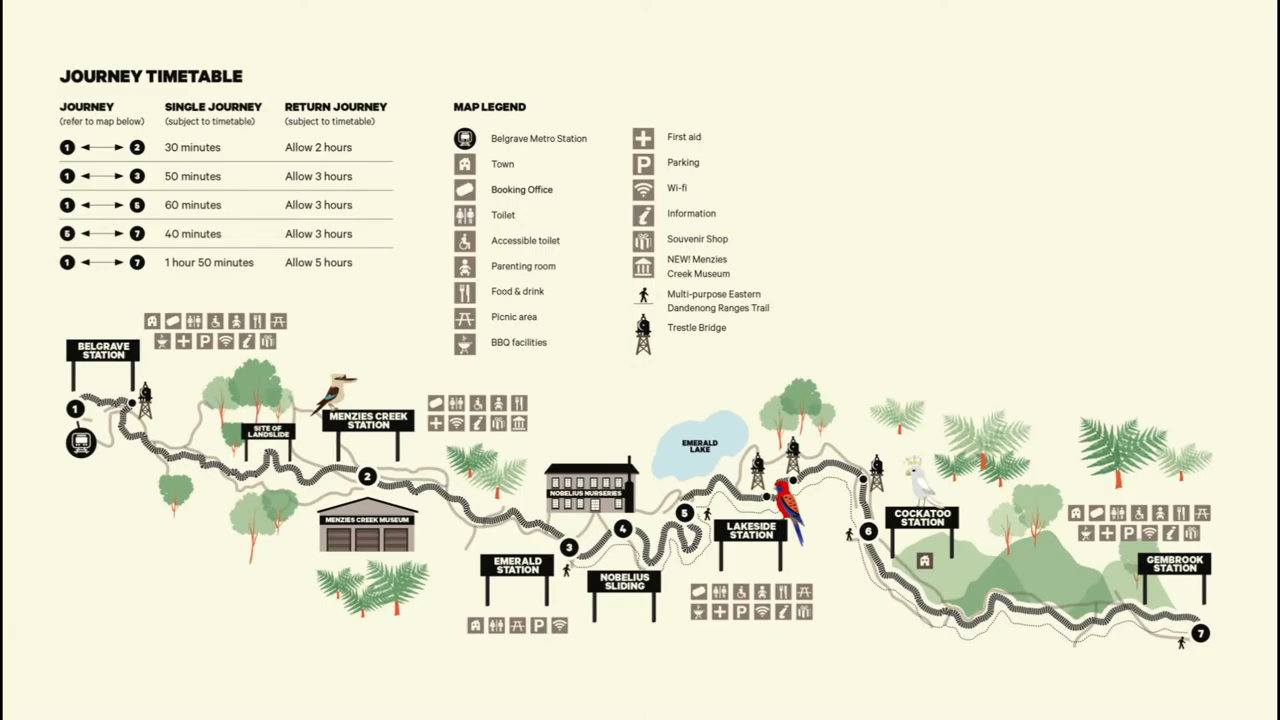 JOURNEY TIMETABLE
JOURNEY SINGLE JOURNEY RETURN JOURNEY
(refer to map below) (subject to timetable) (subject to timetable)
1 2 30 minutes Allow 2 hours
1 3 50 minutes Allow 3 hours
1 5 60 minutes Allow 3 hours
5 7 40 minutes Allow 3 hours
1 7 1 hour 50 minutes Allow 5 hours
MAP LEGEND
Belgrave Metro Station
Town
Booking Office
Toilet
Accessible toilet
Parenting room
Food & drink
Picnic area
BBQ facilities
First aid
P Parking
Wi-fi
Information
Souvenir Shop
NEW! Menzies
Creek Museum
Multi-purpose Eastern
Dandenong Ranges Trail
Trestle Bridge
P
BELGRAVE
STATION
1
SITE OF
LANDSLIDE
MENZIES CREEK
STATION
2
MENZIES CREEK MUSEUM
NOBELIUS NURSERIES
3
EMERALD
STATION
P
4
NOBELIUS
SLIDING
EMERALD
LAKE
5
LAKESIDE
STATION
P
6
COCKATOO
STATION
P
GEMBROOK
STATION
7